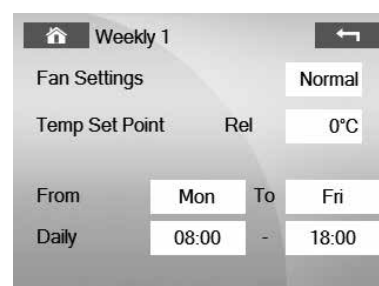 Weekly 1
Fan Settings Normal
Temp Set Point Rel 0°C
From Mon To Fri
Daily 08:00 - 18:00